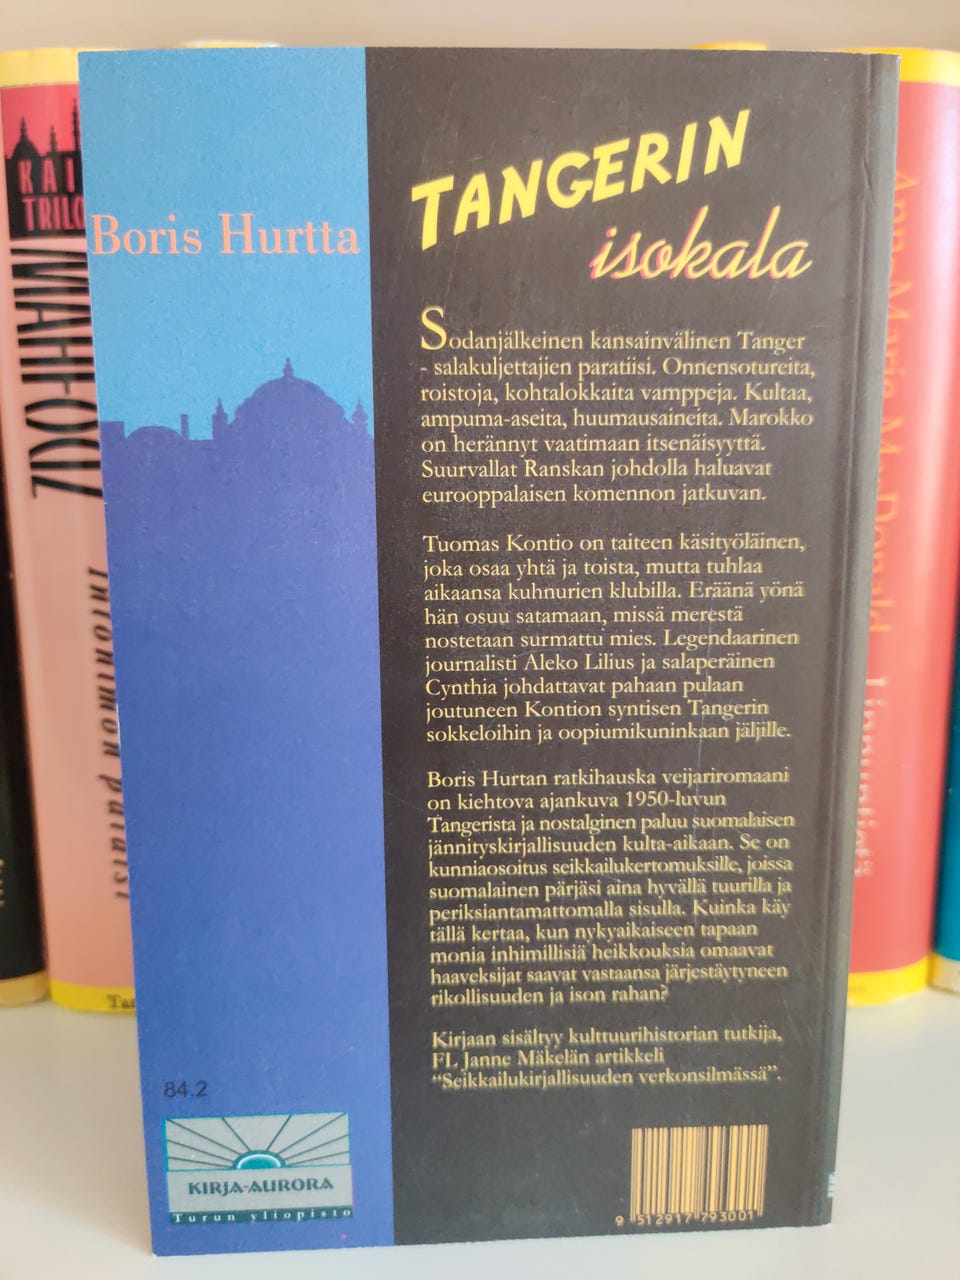 Boris Hurtta
TANGERIN
isokala
Sodanjälkeinen kansainvälinen Tanger
- salakuljettajien paratiisi. Onnensotureita,
roistoja, kohtalokkaita vamppeja. Kultaa,
ampuma-aseita, huumausaineita. Marokko
on herännyt vaatimaan itsenäisyyttä.
Suurvallat Ranskan johdolla haluavat
eurooppalaisen komennon jatkuvan.
Tuomas Kontio on taiteen käsityöläinen,
joka osaa yhtä ja toista, mutta tuhlaa
aikaansa kuhnurien klubilla. Eräänä yönä
hän osuu satamaan, missä merestä
nostetaan surmattu mies. Legendaarinen
journalisti Aleko Lilius ja salaperäinen
Cynthia johdattavat pahaan pulaan
joutuneen Kontion syntisen Tangerin
sokkeloihin ja oopiumikuninkaan jäljille.
Boris Hurtan ratkihauska veijariromaani
on kiehtova ajankuva 1950-luvun
Tangerista ja nostalginen paluu suomalaisen
jännityskirjallisuuden kulta-aikaan. Se on
kunniaosoitus seikkailukertomuksille, joissa
suomalainen pärjäsi aina hyvällä tuurilla ja
periksiantamattomalla sisulla. Kuinka käy
tällä kertaa, kun nykyaikaiseen tapaan
monia inhimillisiä heikkouksia omaavat
haaveksijat saavat vastaansa järjestäytyneen
rikollisuuden ja ison rahan?
Kirjaan sisältyy kulttuurihistorian tutkija,
FL Janne Mäkelän artikkeli
"Seikkailukirjallisuuden verkonsilmässä".
84.2
KIRJA-AURORA
Turun yliopisto
9 512917 793001
MAHFOUZ
Intohimon palatsi
Ann-Marie MacDonald